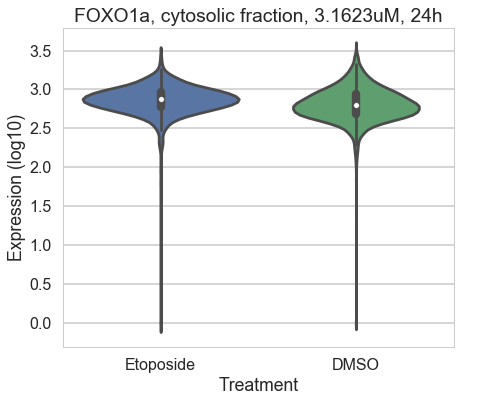 FOXO1a, cytosolic fraction, 3.1623uM, 24h
3.5
3.0
2.5
2.0
1.5
1.0
0.5
0.0
Expression (log10)
Etoposide
DMSO
Treatment